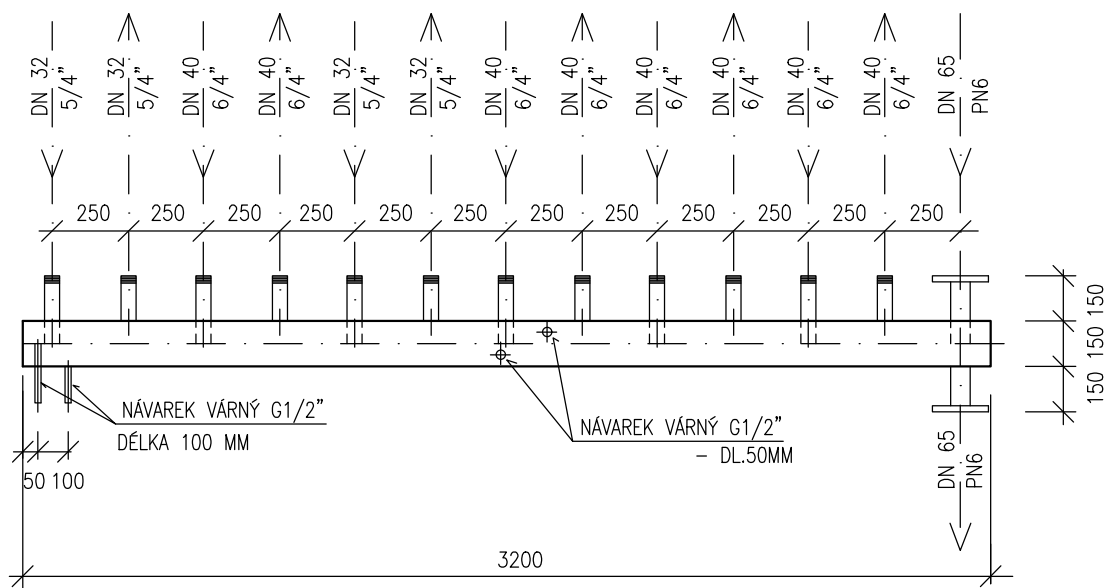 DN 32
5/4"
DN 32
5/4"
DN 40
6/4"
DN 40
6/4"
DN 32
5/4"
DN 32
5/4"
DN 40
6/4"
DN 40
6/4"
DN 40
6/4"
DN 40
6/4"
DN 40
6/4"
DN 40
6/4"
DN 65
PN6
250 250 250 250 250 250 250 250 250 250 250 250
150 150 150
NÁVAREK VÁRNÝ G1/2"
DÉLKA 100 MM
NÁVAREK VÁRNÝ G1/2"
- DL.50MM
50 100
DN 65
PN6
3200